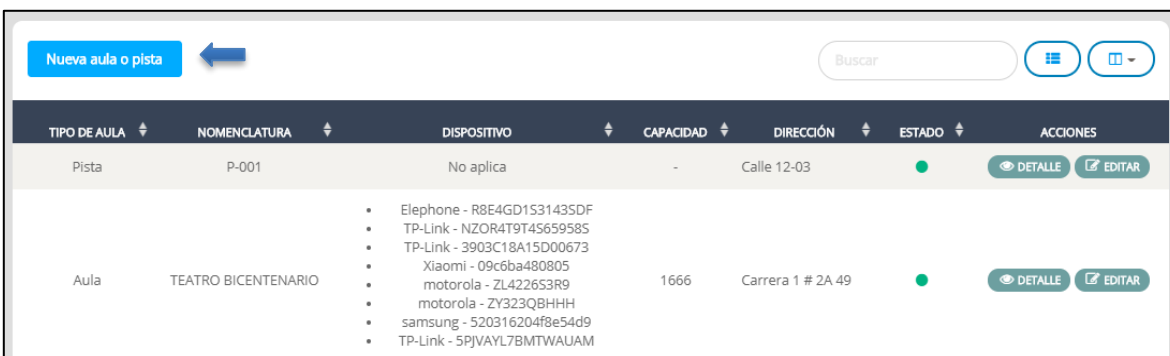 Nueva aula o pista
Buscar
TIPO DE AULA NOMENCLATURA DISPOSITIVO CAPACIDAD DIRECCIÓN ESTADO ACCIONES
Pista P-001 No aplica - Calle 12-03 DETALLE EDITAR
Elephone - R8E4GD1S3143SDF
TP-Link - NZOR4T9T4S65958S
TP-Link - 3903C18A15D00673
Xiaomi - 09c6ba480805
Aula TEATRO BICENTENARIO motorola - ZL4226S3R9 1666 Carrera 1 # 2A 49 DETALLE EDITAR
motorola - ZY323QBHHH
samsung - 520316204f8e54d9
TP-Link - 5PJVAYL7BMTWAUAM